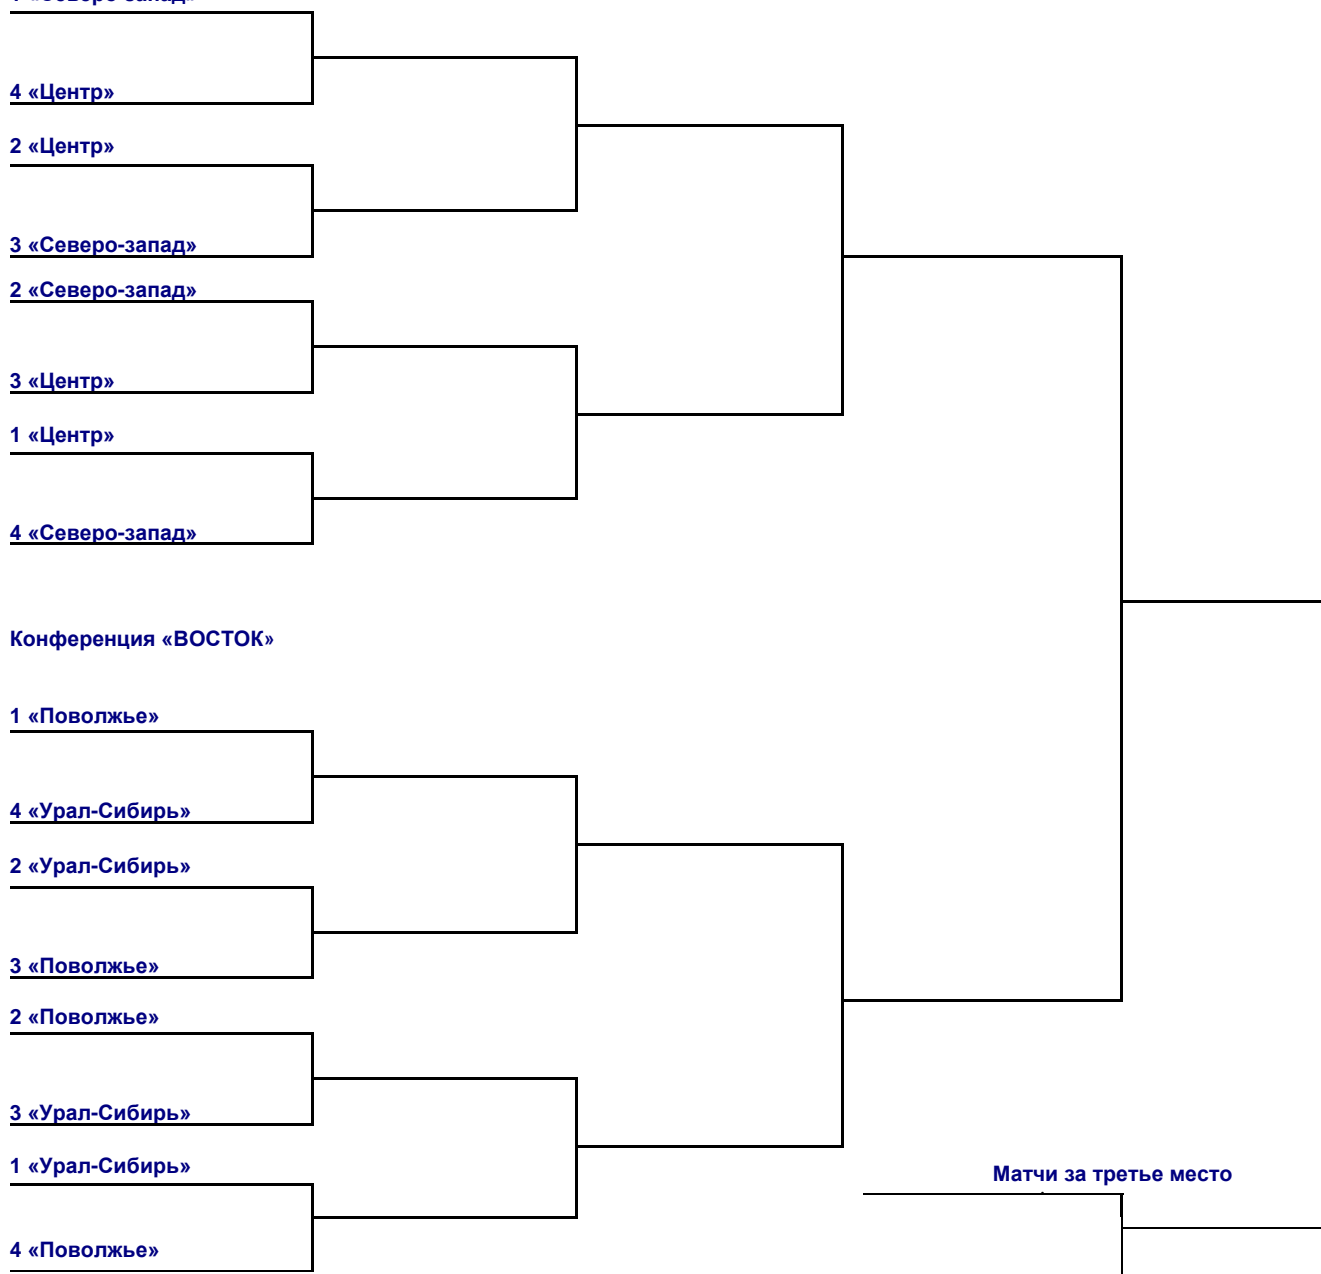 4 «Центр»
2 «Центр»
3 «Северо-запад»
2 «Северо-запад»
3 «Центр»
1 «Центр»
4 «Северо-запад»
Конференция «ВОСТОК»
1 «Поволжье»
4 «Урал-Сибирь»
2 «Урал-Сибирь»
3 «Поволжье»
2 «Поволжье»
3 «Урал-Сибирь»
1 «Урал-Сибирь»
Матчи за третье место
4 «Поволжье»